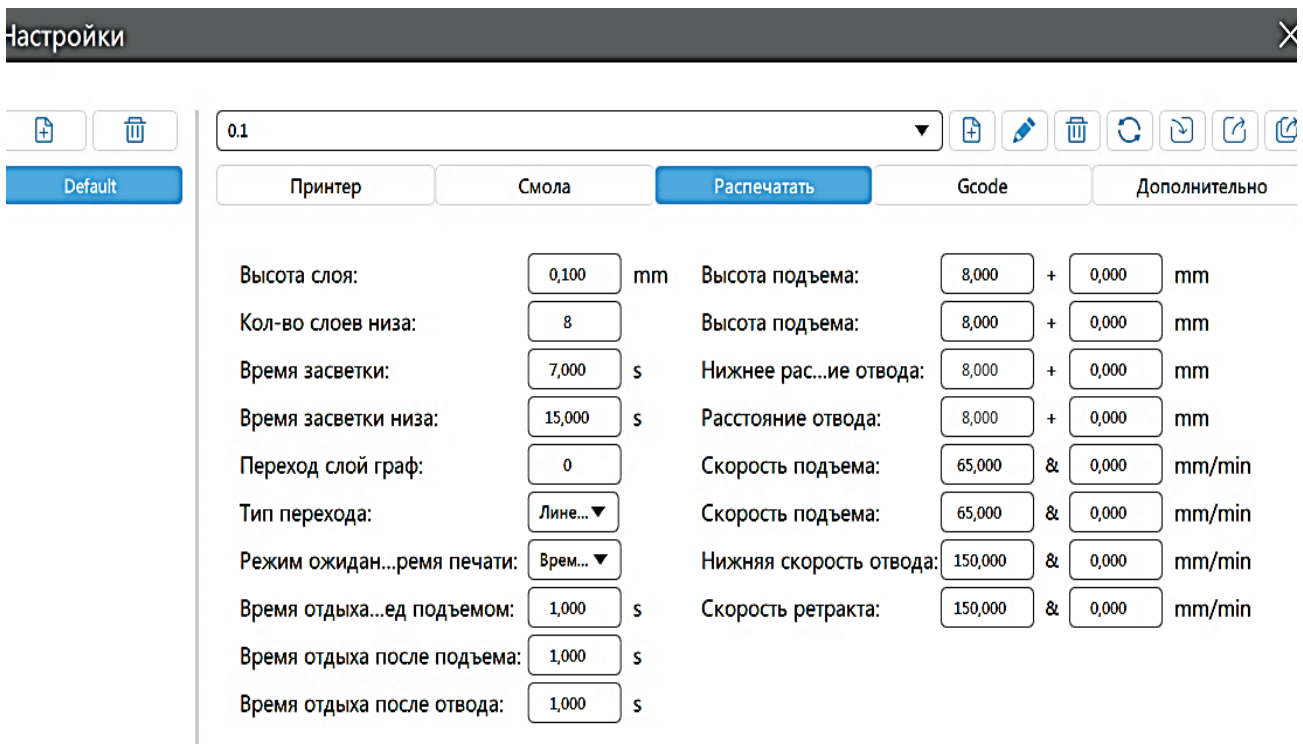 Настройки
0.1
Default
Принтер Смола Распечатать Gcode Дополнительно
Высота слоя: 0,100 mm Высота подъема: 8,000 + 0,000 mm
Кол-во слоев низа: 8 Высота подъема: 8,000 + 0,000 mm
Время засветки: 7,000 s Нижнее рас...ие отвода: 8,000 + 0,000 mm
Время засветки низа: 15,000 s Расстояние отвода: 8,000 + 0,000 mm
Переход слой граф: 0 Скорость подъема: 65,000 & 0,000 mm/min
Тип перехода: Лине... Скорость подъема: 65,000 & 0,000 mm/min
Режим ожидан...ремя печати: Врем... Нижняя скорость отвода: 150,000 & 0,000 mm/min
Время отдыха...ед подъемом: 1,000 s Скорость ретракта: 150,000 & 0,000 mm/min
Время отдыха после подъема: 1,000 s
Время отдыха после отвода: 1,000 s